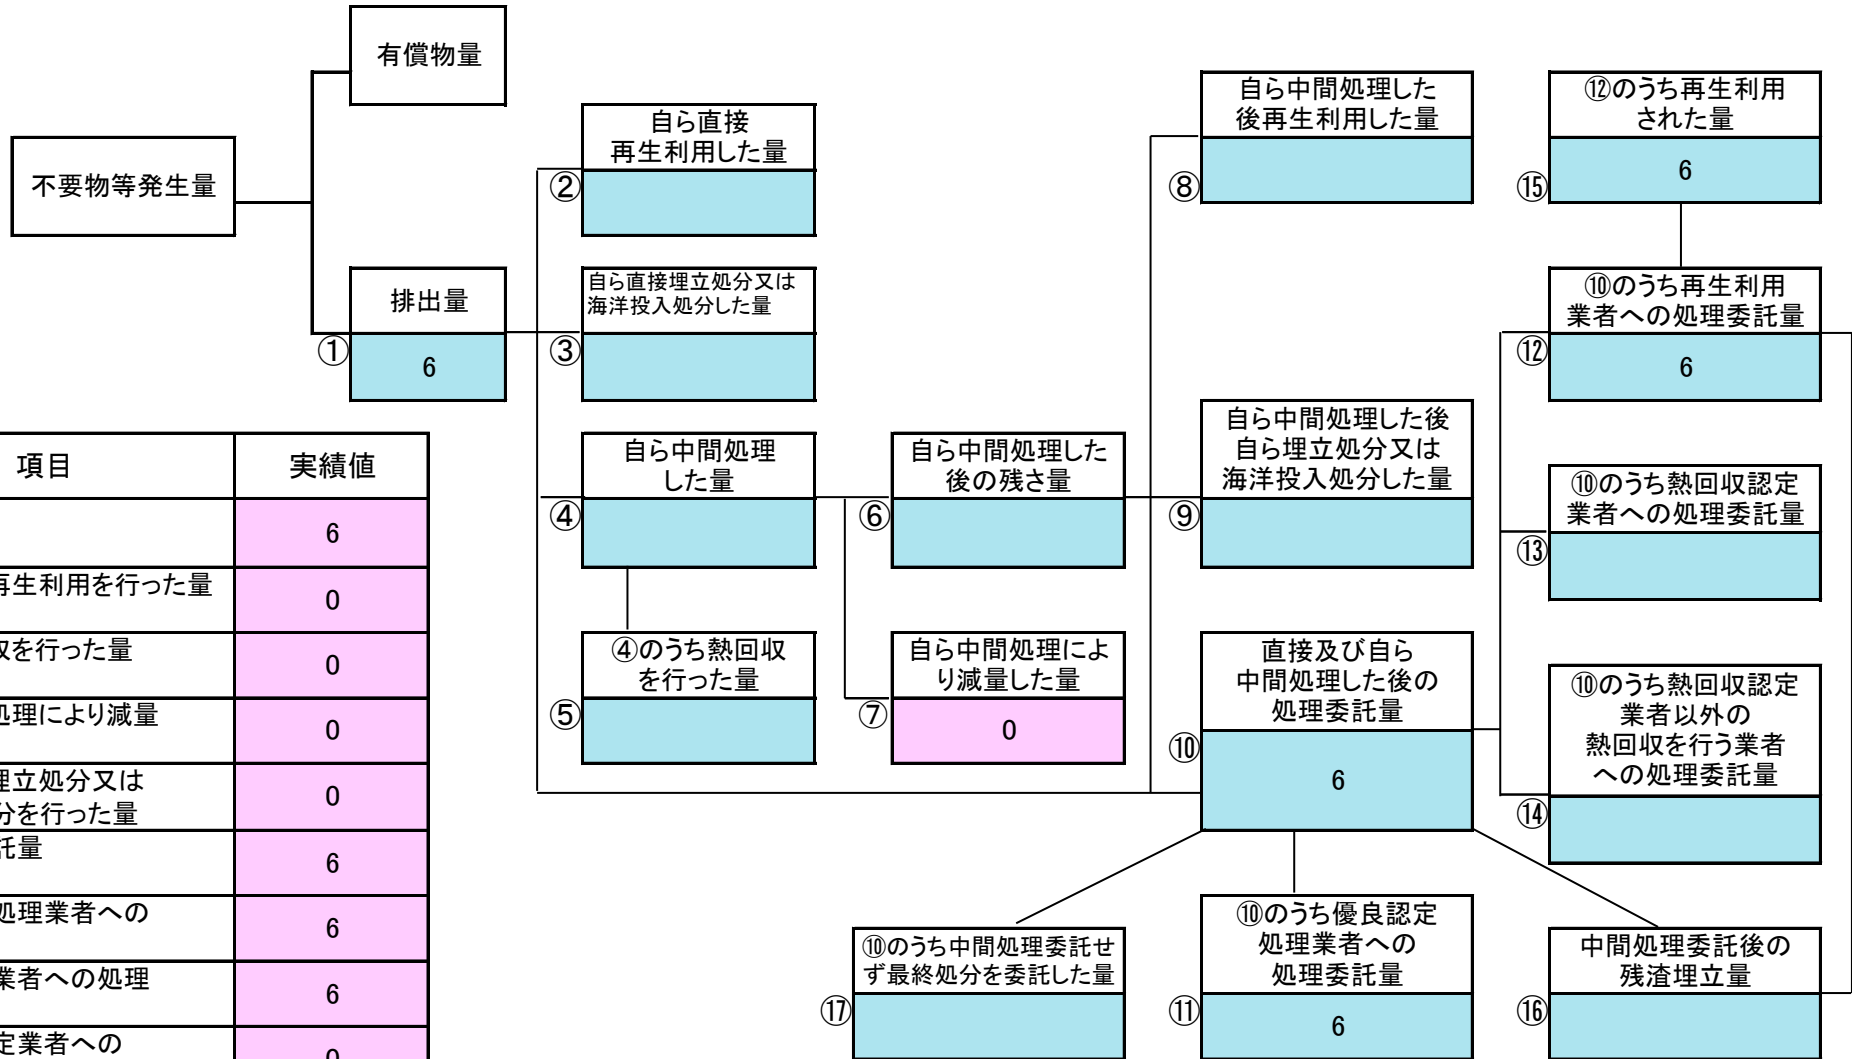 有償物量
不要物等発生量
排出量
①
6
自ら直接
再生利用した量
②
自ら直接埋立処分又は
海洋投入処分した量
③
自ら中間処理
した量
④
④のうち熱回収
を行った量
⑤
自ら中間処理した
後の残さ量
⑥
自ら中間処理によ
り減量した量
⑦
0
自ら中間処理した
後再生利用した量
⑧
自ら中間処理した後
自ら埋立処分又は
海洋投入処分した量
⑨
直接及び自ら
中間処理した後の
処理委託量
⑩
6
⑩のうち優良認定
処理業者への
処理委託量
⑪
6
⑩のうち中間処理委託せ
ず最終処分を委託した量
⑰
⑫のうち再生利用
された量
⑮
6
⑩のうち再生利用
業者への処理委託量
⑫
6
⑩のうち熱回収認定
業者への処理委託量
⑬
⑩のうち熱回収認定
業者以外の
熱回収を行う業者
への処理委託量
⑭
中間処理委託後の
残渣埋立量
⑯
項目 実績値
6
再生利用を行った量
0
を行った量
0
処理により減量
0
埋立処分又は
分を行った量
0
託量
6
処理業者への
6
業者への処理
6
定業者への
0